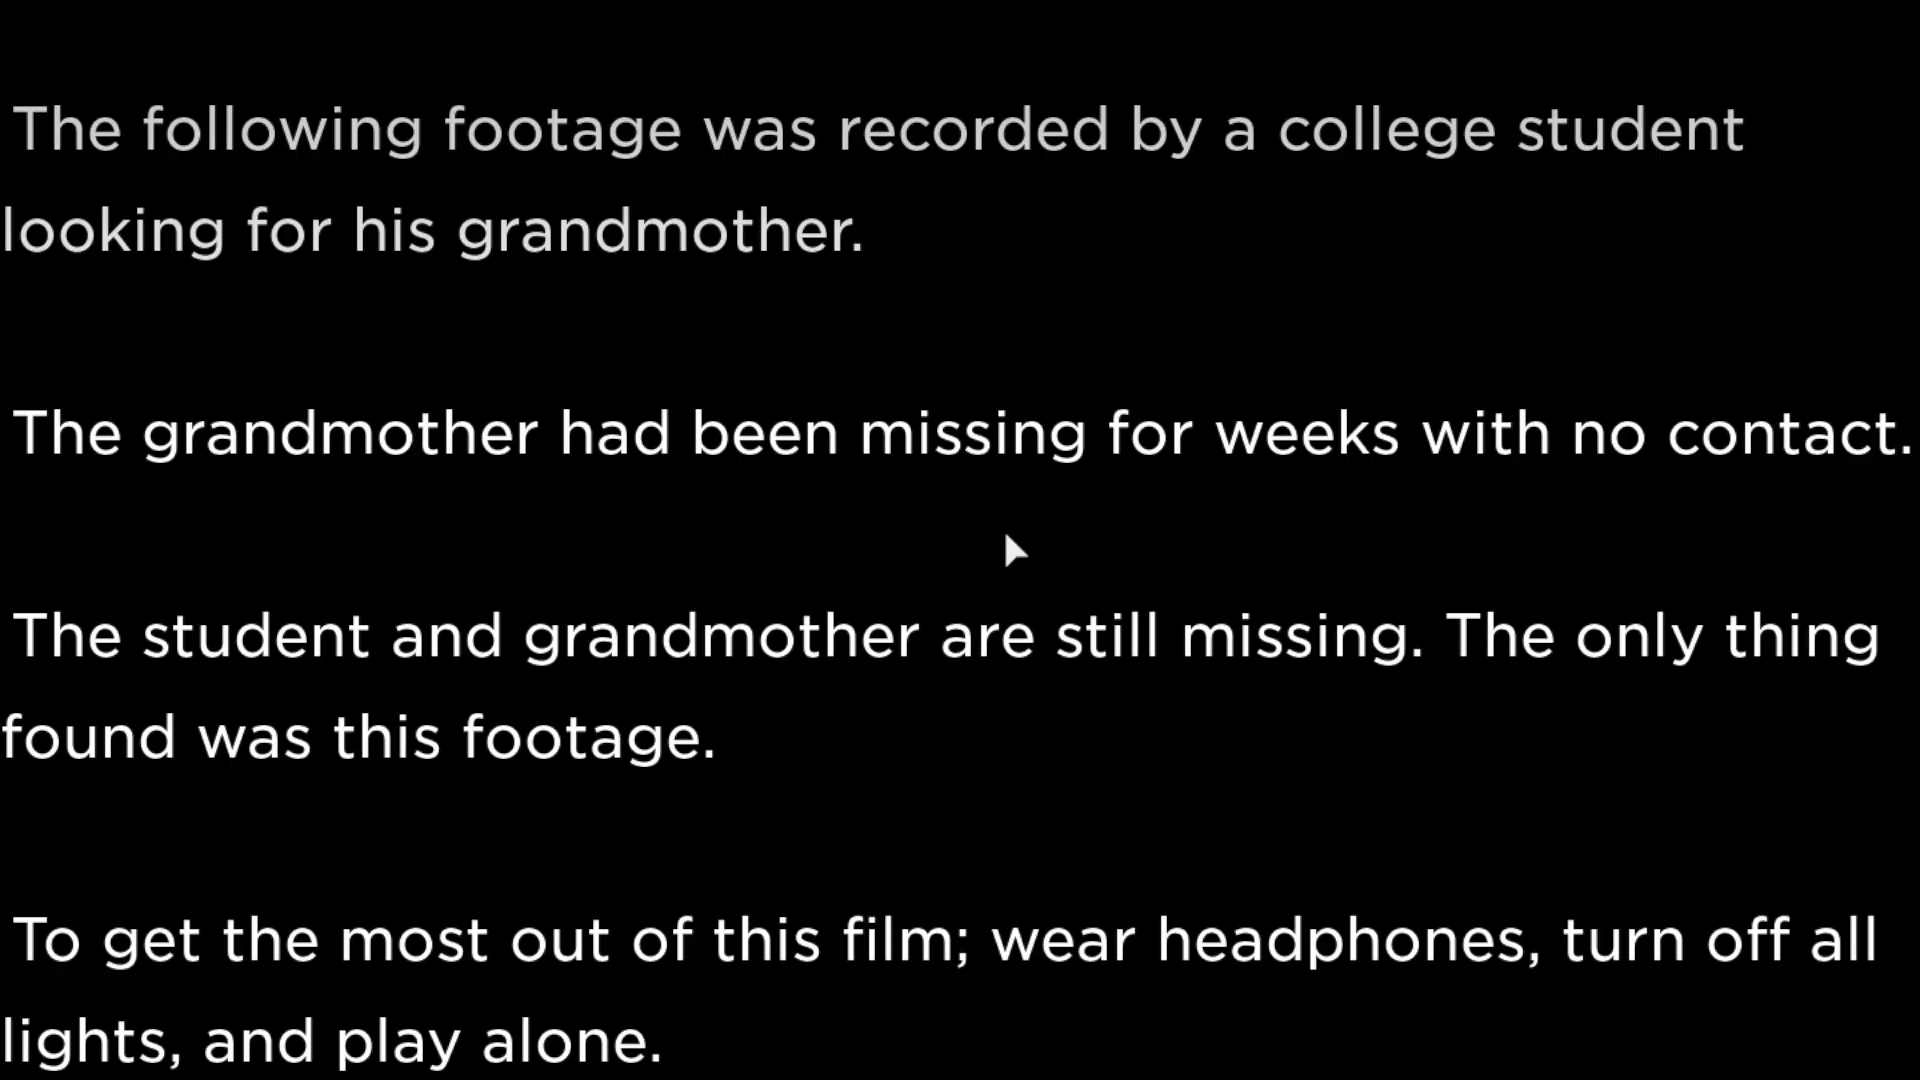 The following footage was recorded by a college student
looking for his grandmother.
The grandmother had been missing for weeks with no contact.
The student and grandmother are still missing. The only thing
found was this footage.
To get the most out of this film; wear headphones, turn off all
lights, and play alone.